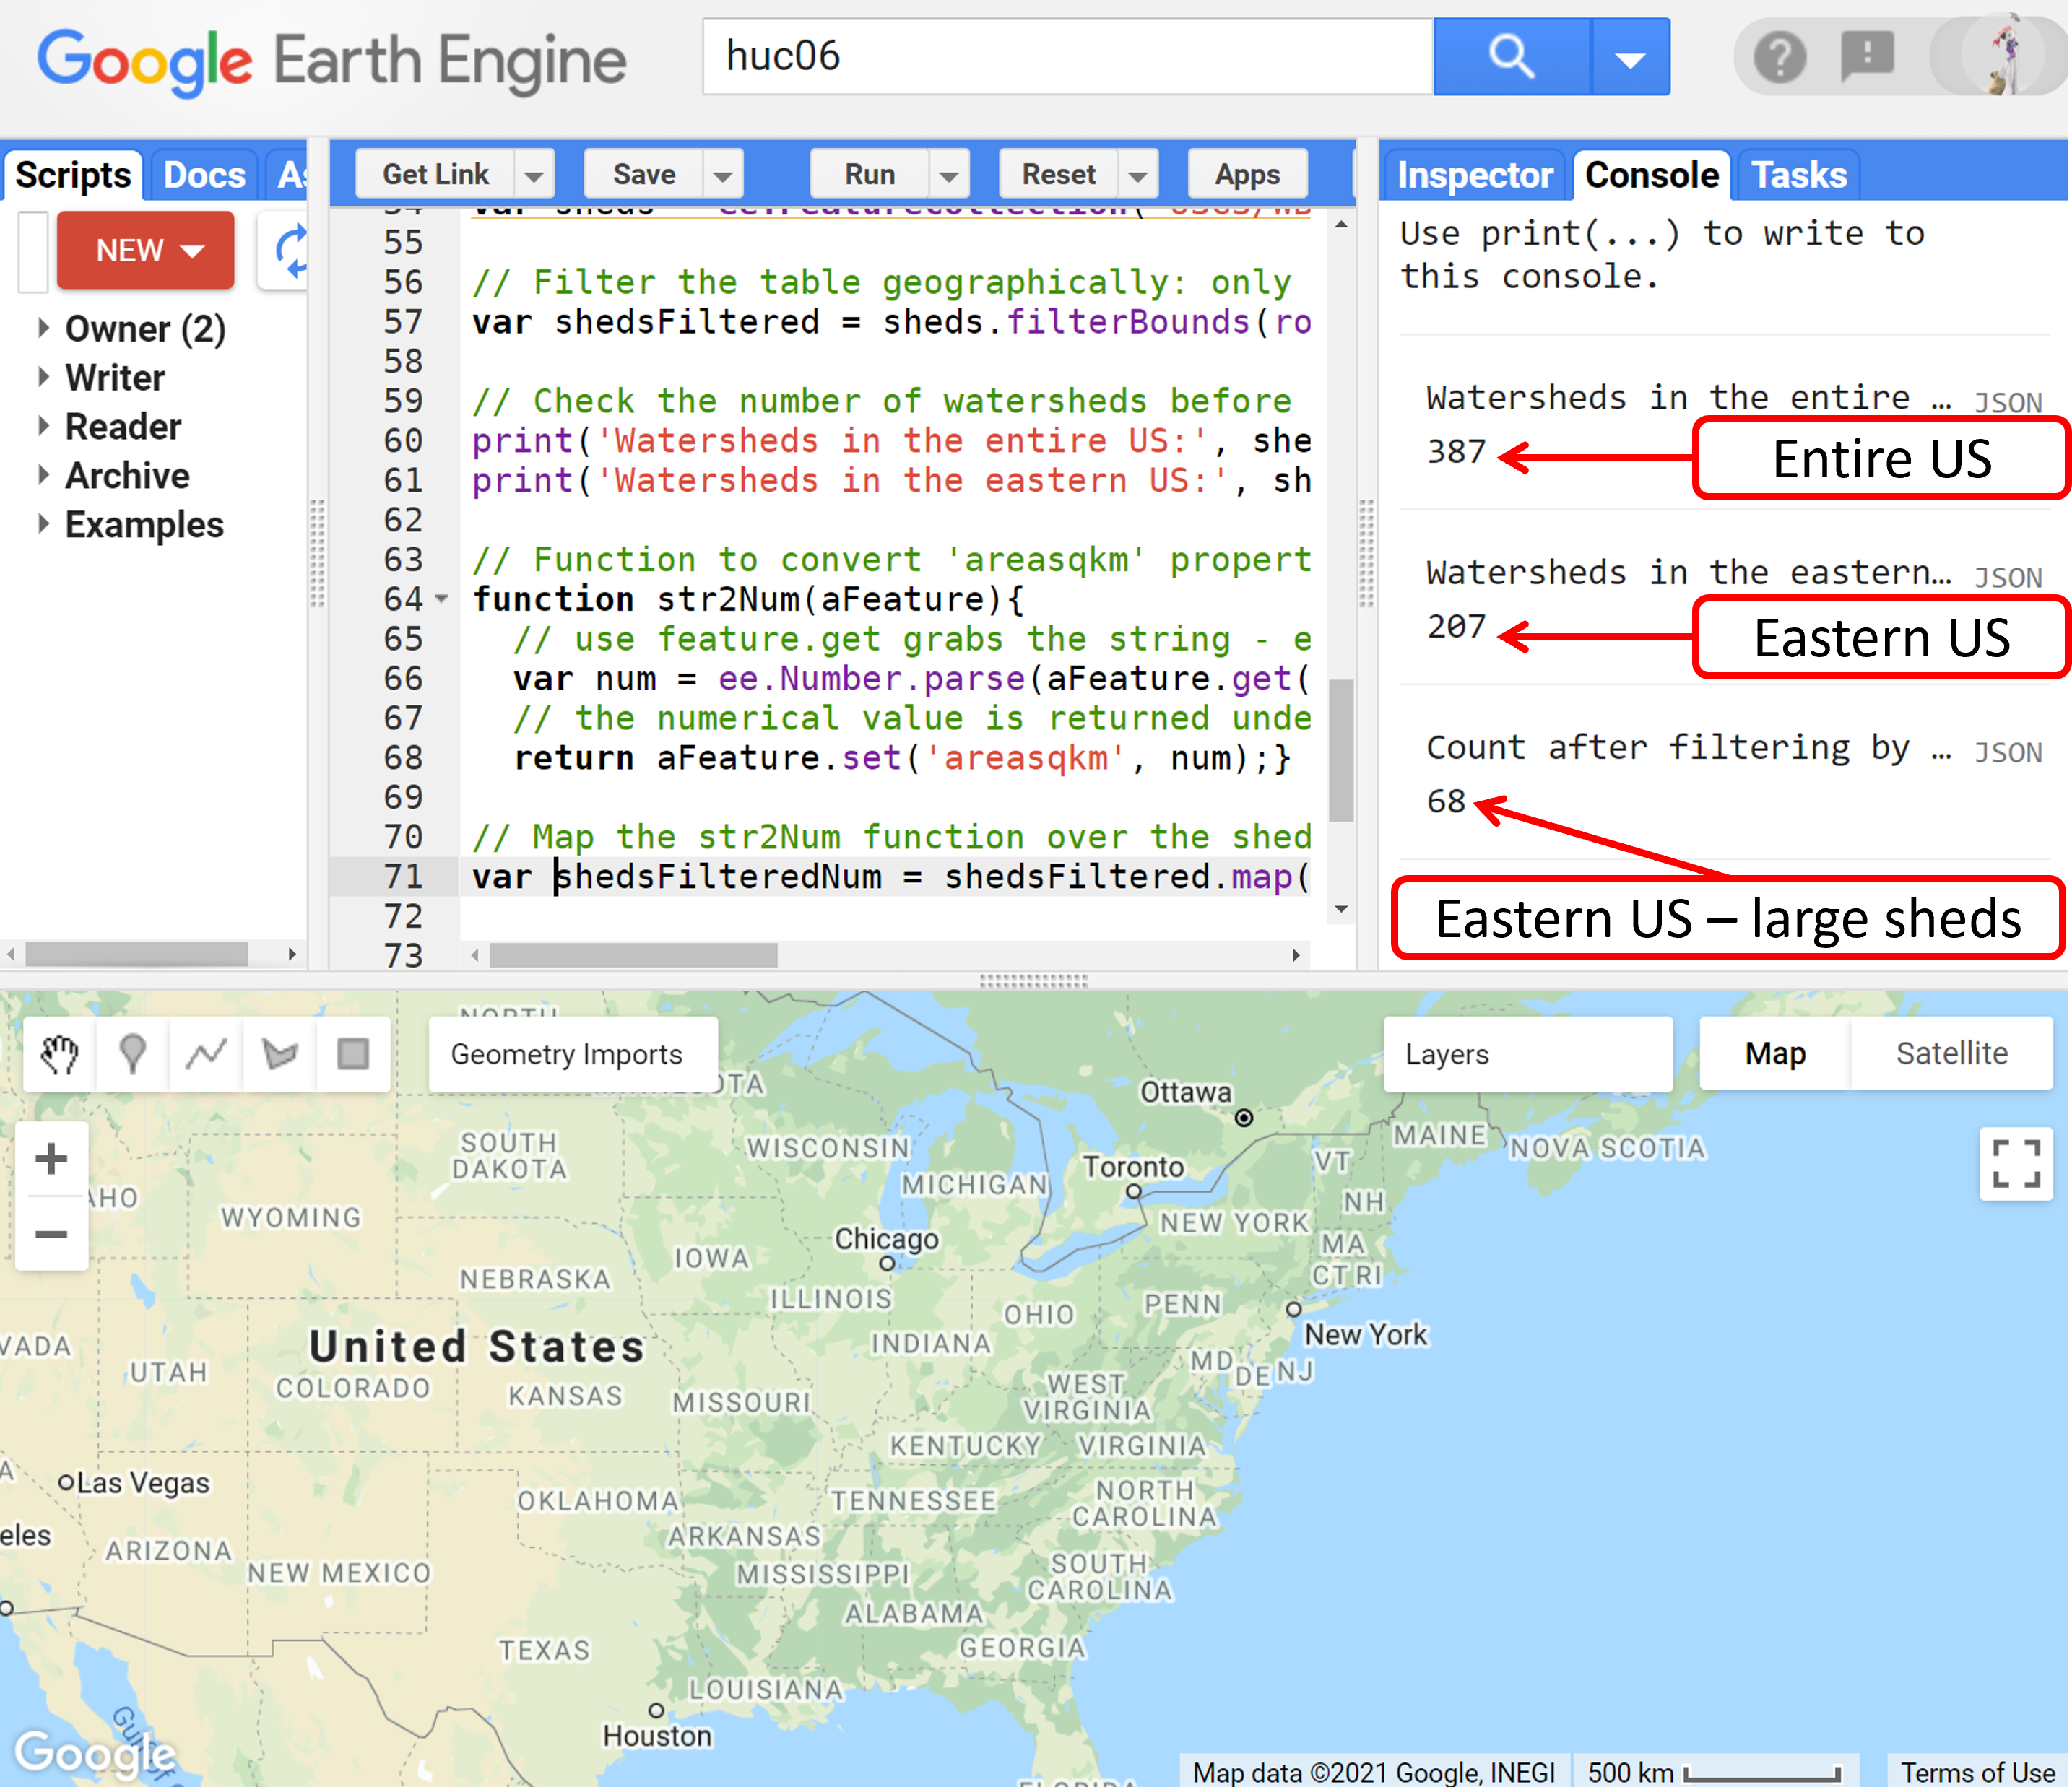 Google Earth Engine
huc06
Scripts Docs
NEW
Owner (2)
Writer
Reader
Archive
Examples
Get Link Save Run Reset Apps
55
56 // Filter the table geographically: only
57 var shedsFiltered = sheds.filterBounds(ro
58
59 // Check the number of watersheds before
60 print('Watersheds in the entire US:', she
61 print('Watersheds in the eastern US:', sh
62
63 // Function to convert 'areasqkm' propert
64 function str2Num(aFeature){
65 // use feature.get grabs the string - e
66 var num = ee.Number.parse(aFeature.get(
67 // the numerical value is returned unde
68 return aFeature.set('areasqkm', num);}
69
70 // Map the str2Num function over the shed
71 var shedsFilteredNum = shedsFiltered.map(
72
73
Inspector Console Tasks
Use print(...) to write to
this console.
Watersheds in the entire … JSON
387
Entire US
Watersheds in the eastern… JSON
207
Eastern US
Count after filtering by … JSON
68
Eastern US – large sheds
Geometry Imports
Layers
Map Satellite
Ottawa
SOUTH
DAKOTA
WISCONSIN
MAINE
NOVA SCOTIA
Toronto
VT
MICHIGAN
NH
WYOMING
NEW YORK
Chicago
MA
IOWA
CT RI
NEBRASKA
ILLINOIS
PENN
OHIO
New York
United States
INDIANA
UTAH
COLORADO
KANSAS
MISSOURI
MD
DE NJ
WEST
VIRGINIA
KENTUCKY
VIRGINIA
Las Vegas
OKLAHOMA
TENNESSEE
NORTH
CAROLINA
ARKANSAS
ARIZONA
NEW MEXICO
MISSISSIPPI
SOUTH
CAROLINA
ALABAMA
TEXAS
GEORGIA
LOUISIANA
Houston
Google
Map data ©2021 Google, INEGI 500 km Terms of Use